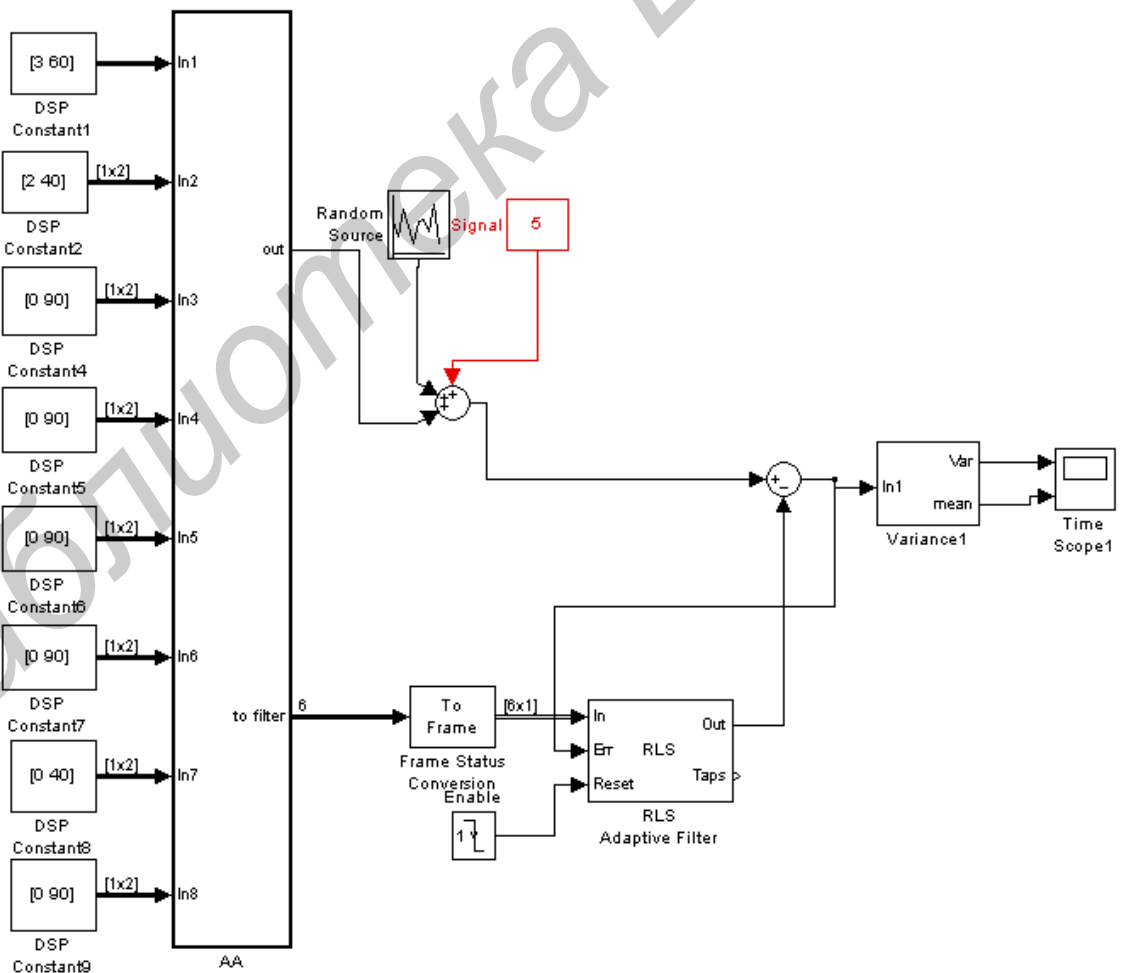 [3 60]
In1
DSP
Constant1
[2 40]
[1x2]
In2
DSP
Constant2
[0 90]
[1x2]
In3
DSP
Constant4
[0 90]
[1x2]
In4
DSP
Constant5
[0 90]
[1x2]
In5
DSP
Constant6
[0 90]
[1x2]
In6
DSP
Constant7
[0 40]
[1x2]
In7
DSP
Constant8
[0 90]
[1x2]
In8
DSP
Constant9
out
to filter
6
AA
Random
Source
Signal
5
+
+
+
+
-
In1
Var
mean
Variance1
Time
Scope1
To
Frame
[6x1]
Frame Status
Conversion
Enable
1
In
Err
Reset
RLS
Out
Taps
RLS
Adaptive Filter